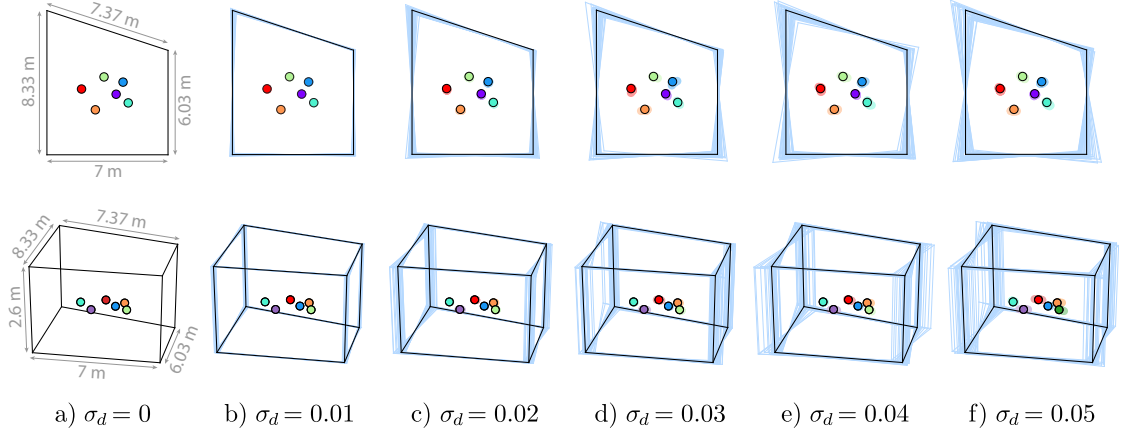 7.37 m
8.33 m
6.03 m
7 m
7.37 m
8.33 m
2.6 m
6.03 m
7 m
a) σ_d = 0
b) σ_d = 0.01
c) σ_d = 0.02
d) σ_d = 0.03
e) σ_d = 0.04
f) σ_d = 0.05